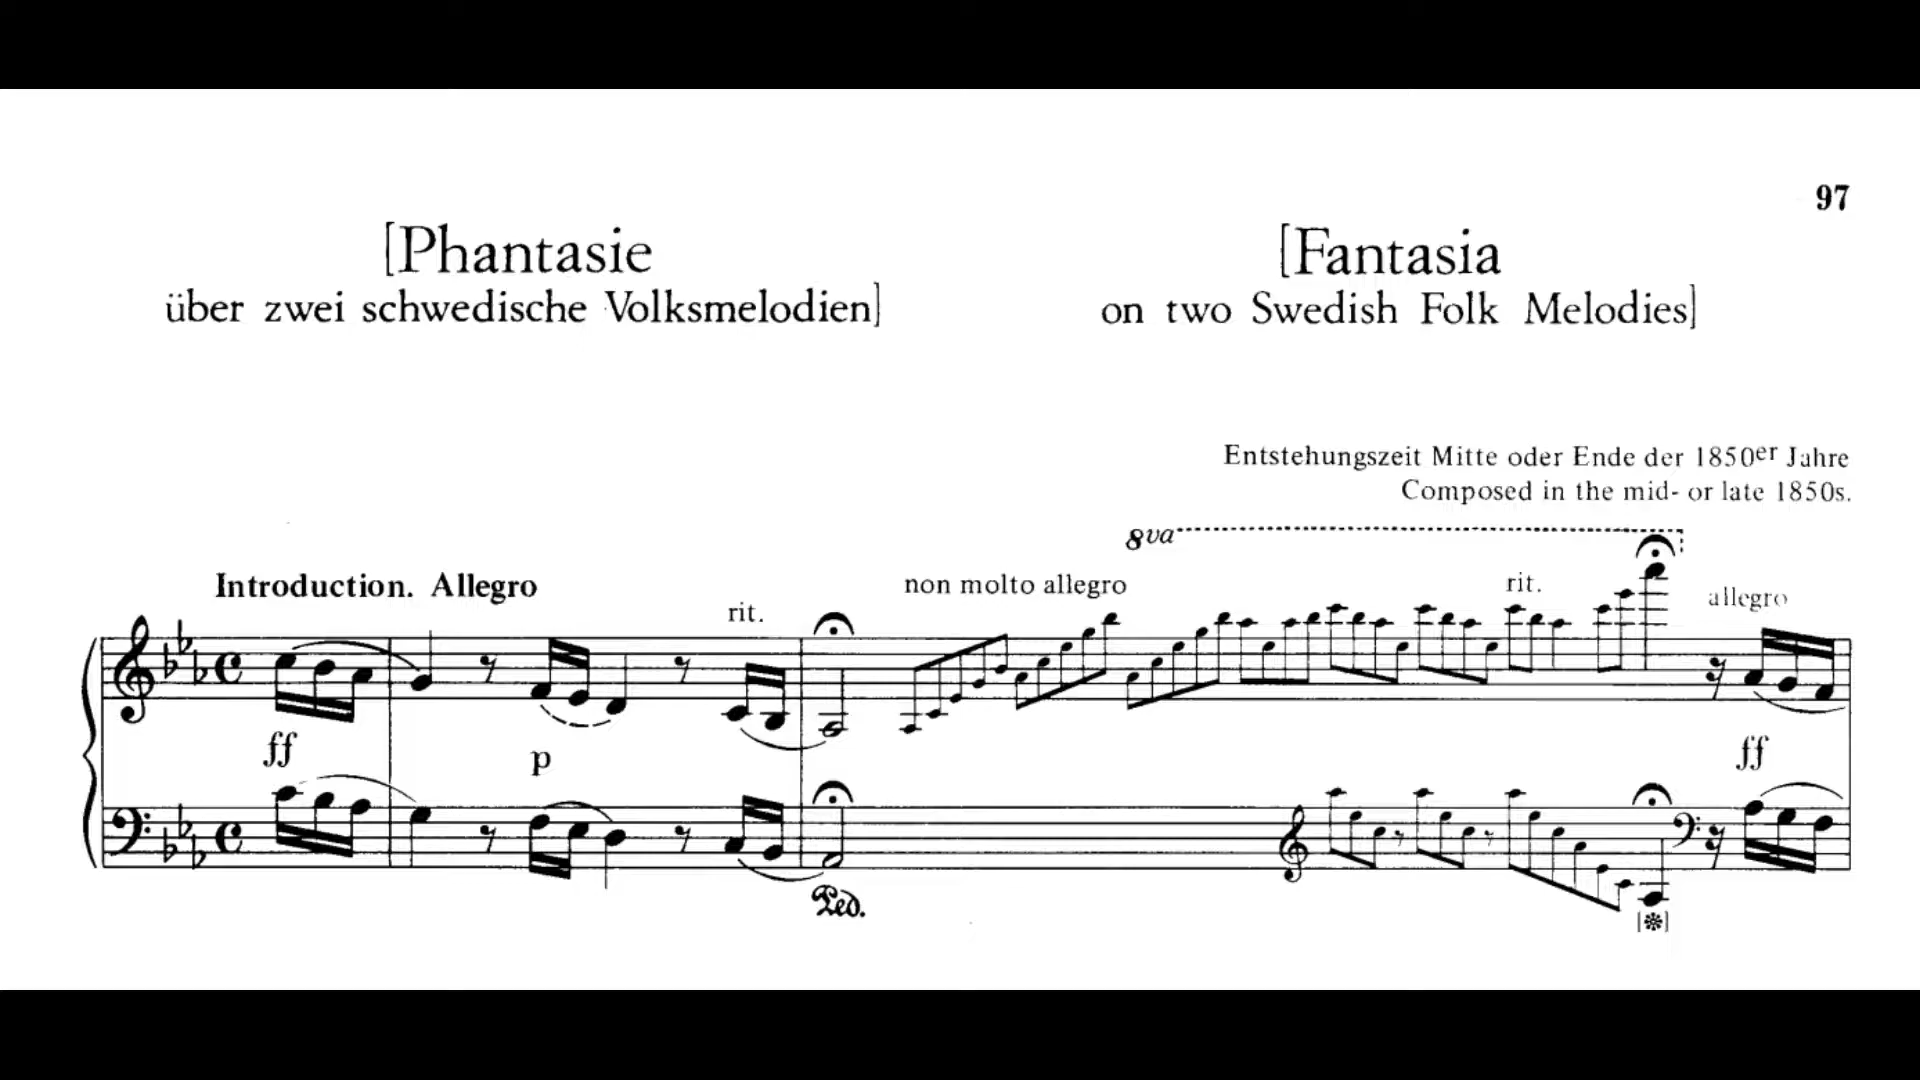 97
[Phantasie
über zwei schwedische Volksmelodien]
[Fantasia
on two Swedish Folk Melodies]
Entstehungszeit Mitte oder Ende der 1850er Jahre
Composed in the mid- or late 1850s.
8va
Introduction. Allegro
rit.
non molto allegro
rit.
allegro
ff
p
ff
Ped.